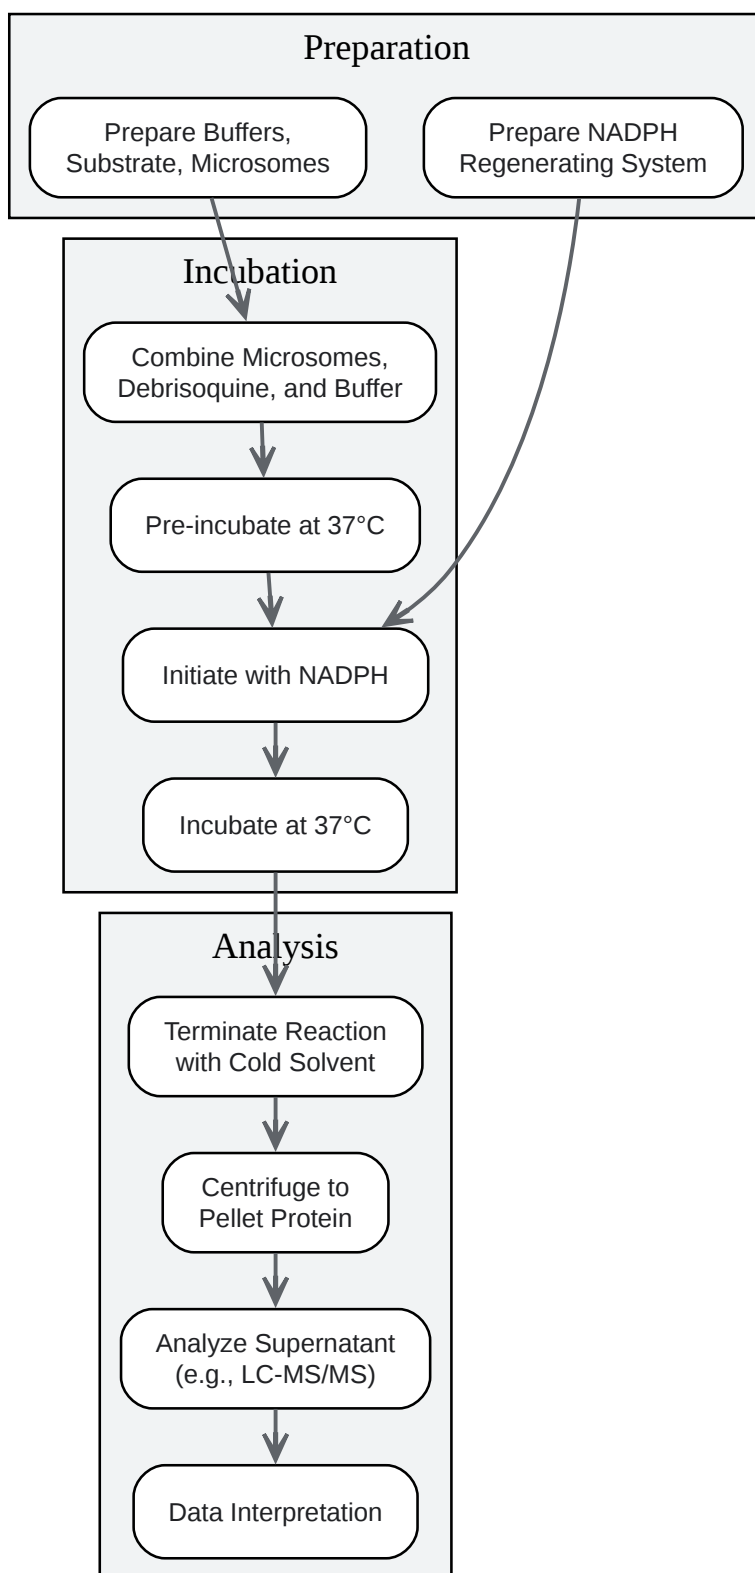 Preparation
Prepare Buffers,
Substrate, Microsomes
Prepare NADPH
Regenerating System
Incubation
Combine Microsomes,
Debrisoquine, and Buffer
Pre-incubate at 37°C
Initiate with NADPH
Incubate at 37°C
Analysis
Terminate Reaction
with Cold Solvent
Centrifuge to
Pellet Protein
Analyze Supernatant
(e.g., LC-MS/MS)
Data Interpretation